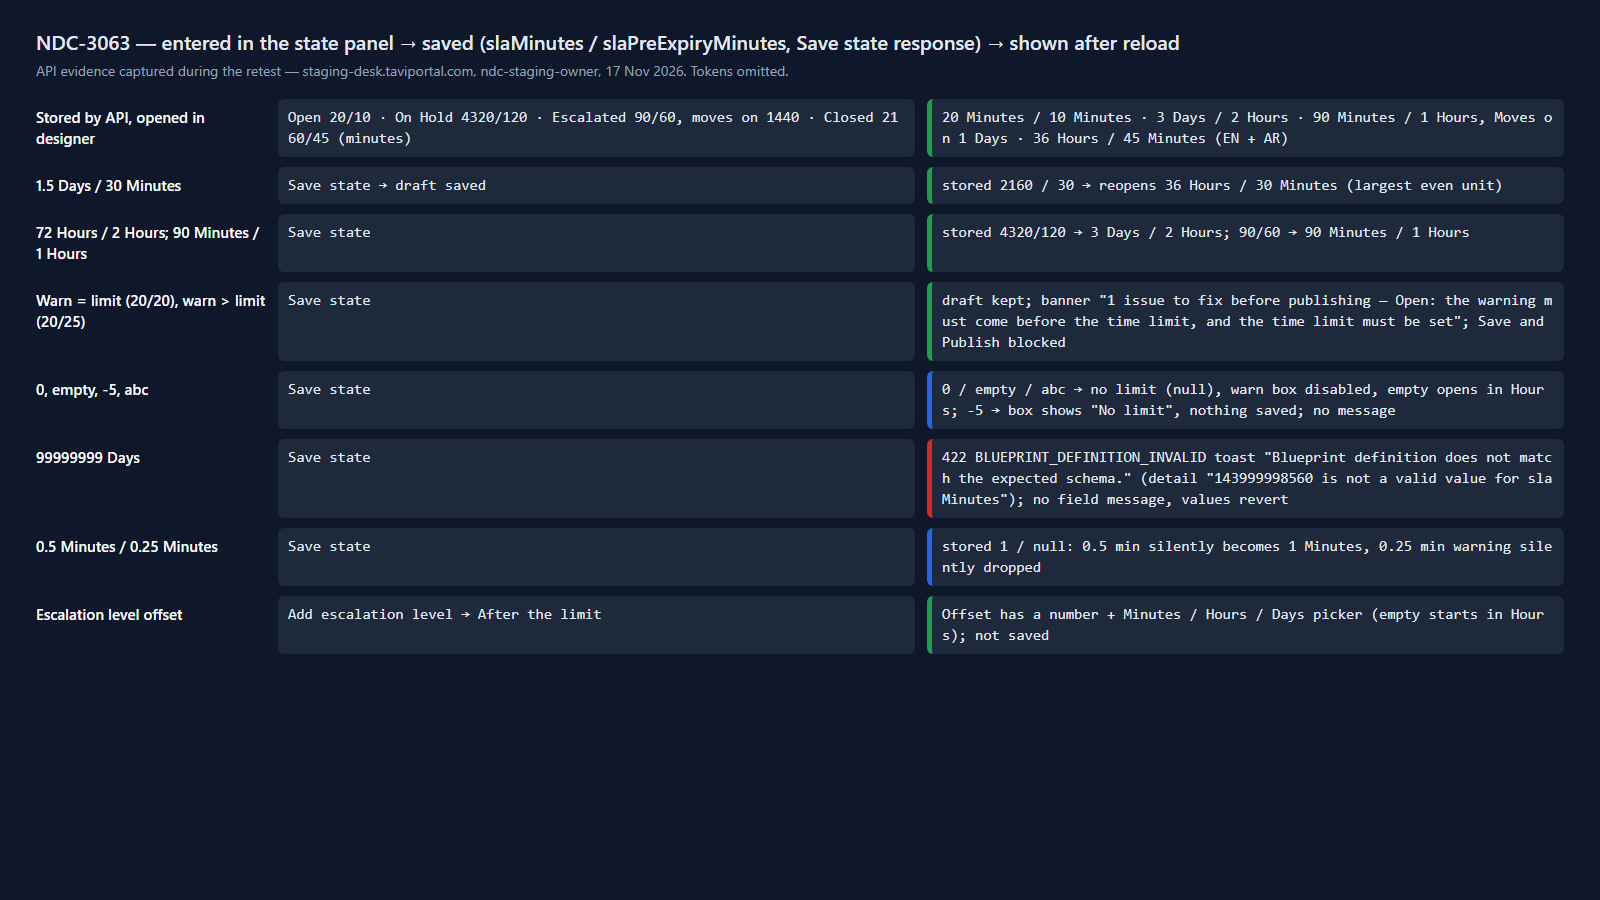 NDC-3063 — entered in the state panel → saved (slaMinutes / slaPreExpiryMinutes, Save state response) → shown after reload
API evidence captured during the retest — staging-desk.taviportal.com, ndc-staging-owner, 17 Nov 2026. Tokens omitted.
Stored by API, opened in
designer
Open 20/10 · On Hold 4320/120 · Escalated 90/60, moves on 1440 · Closed 21
60/45 (minutes)
20 Minutes / 10 Minutes · 3 Days / 2 Hours · 90 Minutes / 1 Hours, Moves o
n 1 Days · 36 Hours / 45 Minutes (EN + AR)
1.5 Days / 30 Minutes
Save state → draft saved
stored 2160 / 30 → reopens 36 Hours / 30 Minutes (largest even unit)
72 Hours / 2 Hours; 90 Minutes /
1 Hours
Save state
stored 4320/120 → 3 Days / 2 Hours; 90/60 → 90 Minutes / 1 Hours
Warn = limit (20/20), warn > limit
(20/25)
Save state
draft kept; banner "1 issue to fix before publishing — Open: the warning m
ust come before the time limit, and the time limit must be set"; Save and
Publish blocked
0, empty, -5, abc
Save state
0 / empty / abc → no limit (null), warn box disabled, empty opens in Hour
s; -5 → box shows "No limit", nothing saved; no message
99999999 Days
Save state
422 BLUEPRINT_DEFINITION_INVALID toast "Blueprint definition does not matc
h the expected schema." (detail "143999998560 is not a valid value for sla
Minutes"); no field message, values revert
0.5 Minutes / 0.25 Minutes
Save state
stored 1 / null: 0.5 min silently becomes 1 Minutes, 0.25 min warning sile
ntly dropped
Escalation level offset
Add escalation level → After the limit
Offset has a number + Minutes / Hours / Days picker (empty starts in Hour
s); not saved